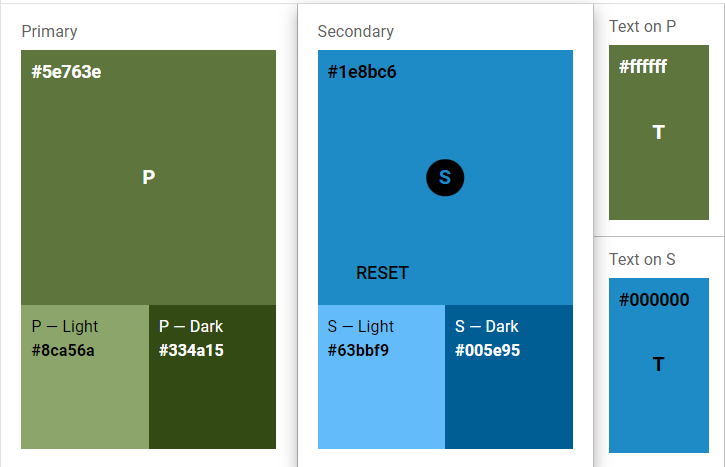 Primary
#5e763e
P
P — Light
#8ca56a
P — Dark
#334a15
Secondary
#1e8bc6
S
RESET
S — Light
#63bbf9
S — Dark
#005e95
Text on P
#ffffff
T
Text on S
#000000
T